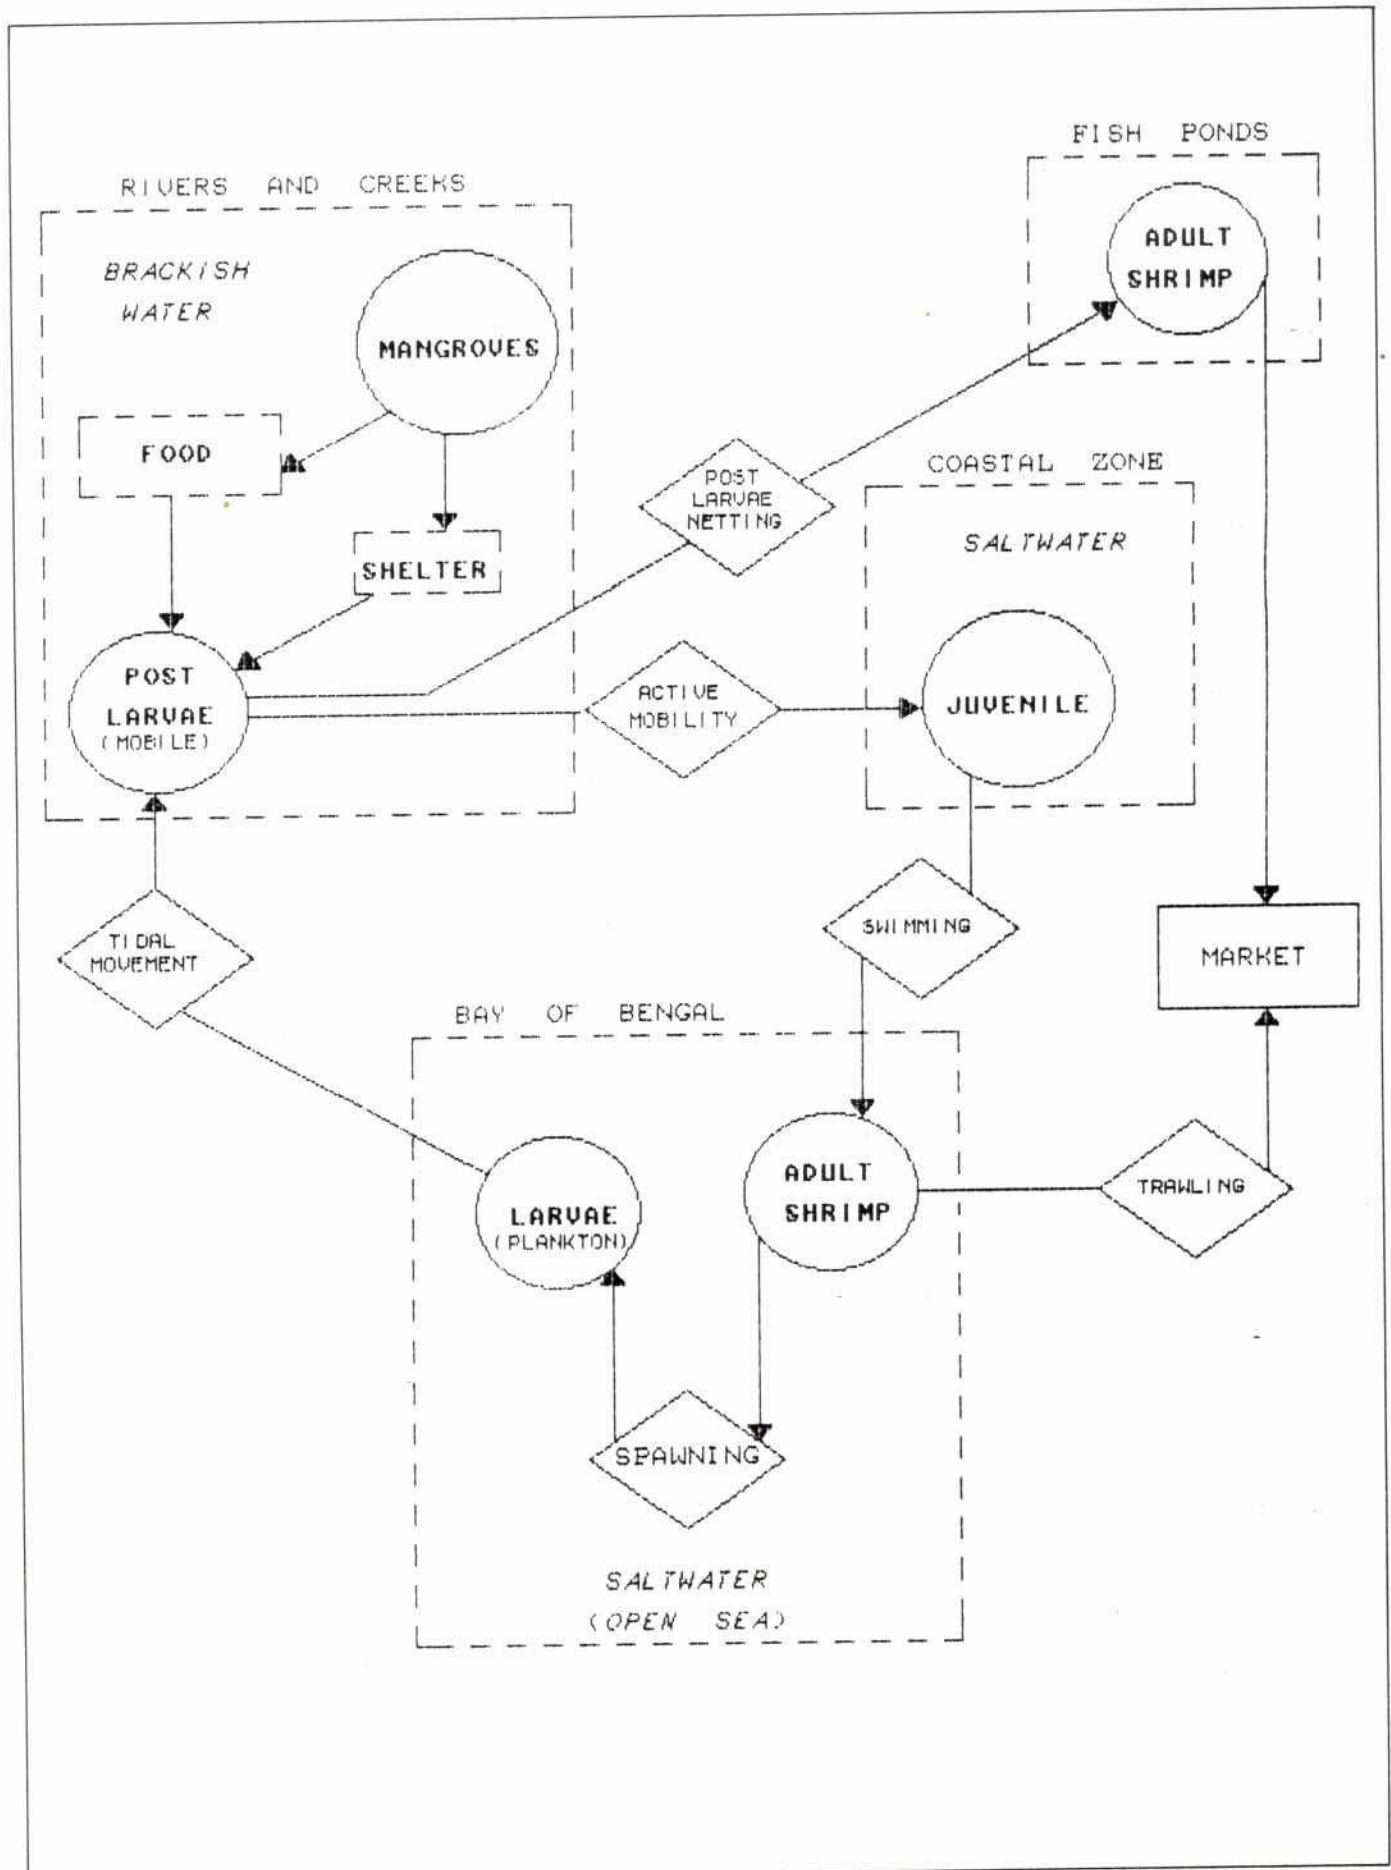 FISH PONDS
ADULT
SHRIMP
RIVERS AND CREEKS
BRACKISH
WATER
MANGROVES
FOOD
SHELTER
POST
LARVAE
(MOBILE)
POST
LARVAE
NETTING
COASTAL ZONE
SALTWATER
JUVENILE
ACTIVE
MOBILITY
TIDAL
MOVEMENT
SWIMMING
MARKET
BAY OF BENGAL
LARVAE
(PLANKTON)
ADULT
SHRIMP
TRAWLING
SPAWNING
SALTWATER
(OPEN SEA)